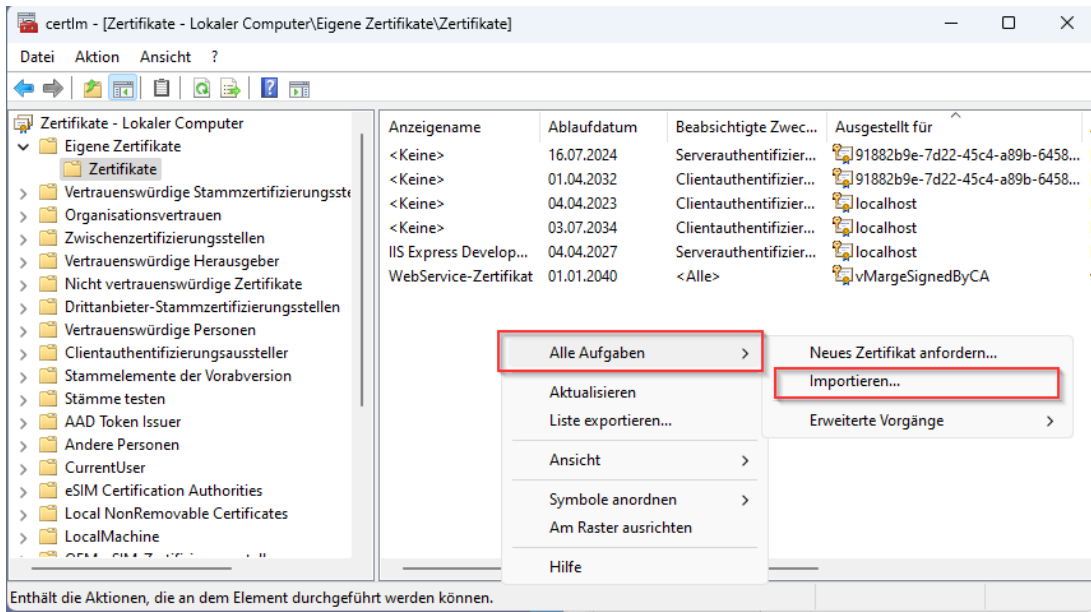 certlm - [Zertifikate - Lokaler Computer\Eigene Zertifikate\Zertifikate]
Datei Aktion Ansicht ?
Zertifikate - Lokaler Computer
Eigene Zertifikate
Zertifikate
Vertrauenswürdige Stammzertifizierungsste
Organisationsvertrauen
Zwischenzertifizierungsstellen
Vertrauenswürdige Herausgeber
Nicht vertrauenswürdige Zertifikate
Drittanbieter-Stammzertifizierungsstellen
Vertrauenswürdige Personen
Clientauthentifizierungsaussteller
Stammelemente der Vorabversion
Stämme testen
AAD Token Issuer
Andere Personen
CurrentUser
eSIM Certification Authorities
Local NonRemovable Certificates
LocalMachine
Anzeigename Ablaufdatum Beabsichtigte Zwec... Ausgestellt für
<Keine> 16.07.2024 Serverauthentifizier... 91882b9e-7d22-45c4-a89b-6458...
<Keine> 01.04.2032 Clientauthentifizier... 91882b9e-7d22-45c4-a89b-6458...
<Keine> 04.04.2023 Clientauthentifizier... localhost
<Keine> 03.07.2034 Clientauthentifizier... localhost
IIS Express Develop... 04.04.2027 Serverauthentifizier... localhost
WebService-Zertifikat 01.01.2040 <Alle> vMargeSignedByCA
Alle Aufgaben
Aktualisieren
Liste exportieren...
Ansicht
Symbole anordnen
Am Raster ausrichten
Hilfe
Neues Zertifikat anfordern...
Importieren...
Erweiterte Vorgänge
Enthält die Aktionen, die an dem Element durchgeführt werden können.